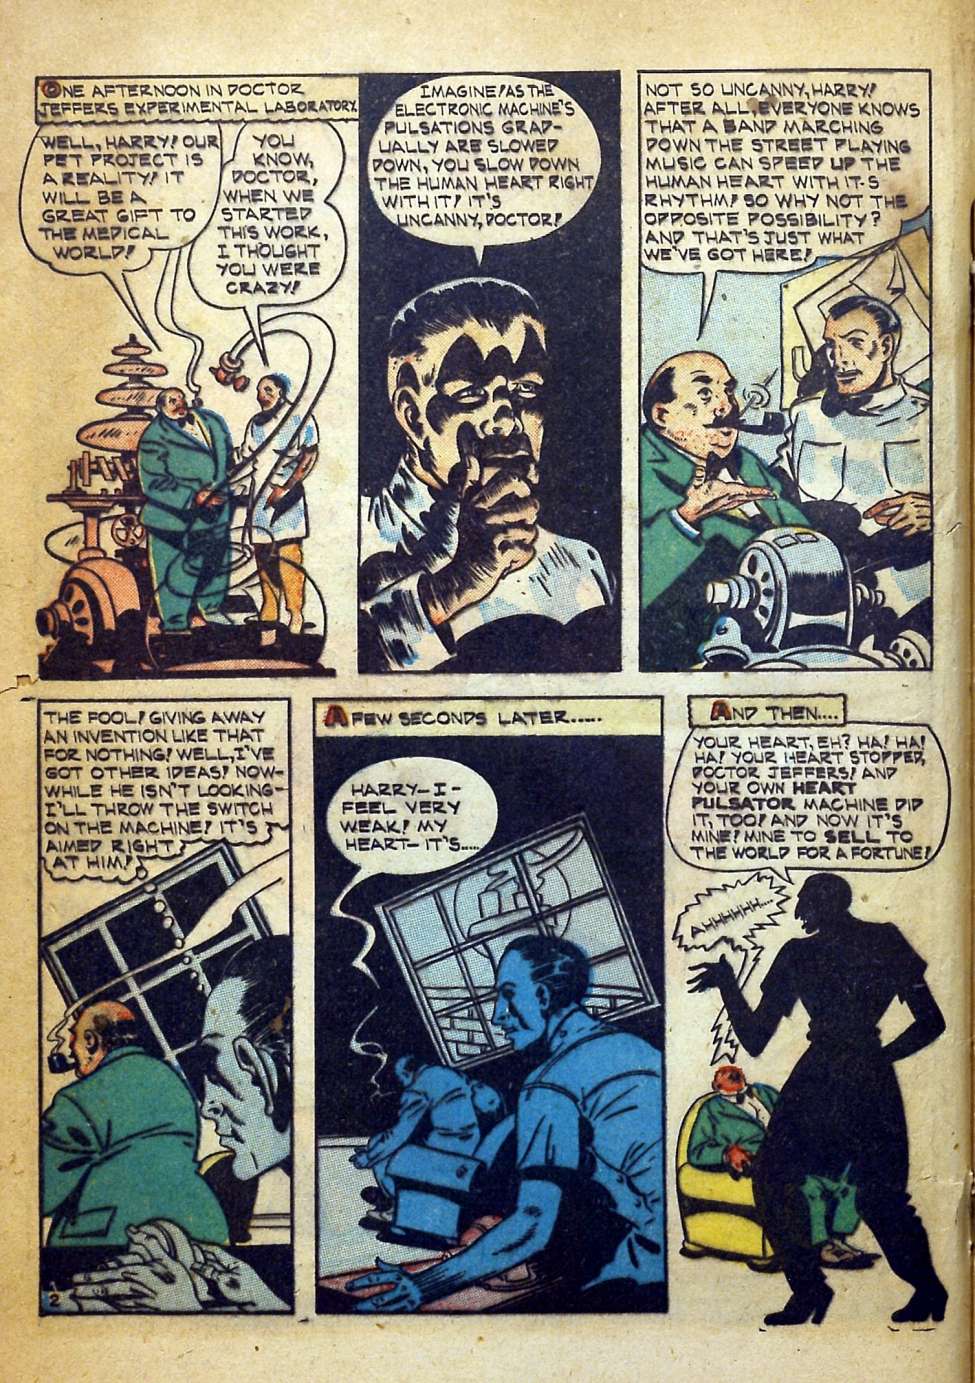 ONE AFTERNOON IN DOCTOR
JEFFERS EXPERIMENTAL LABORATORY.
WELL, HARRY! OUR
PET PROJECT IS
A REALITY! IT
WILL BE A
GREAT GIFT TO
THE MEDICAL
WORLD!
YOU
KNOW,
DOCTOR,
WHEN WE
STARTED
THIS WORK,
I THOUGHT
YOU WERE
CRAZY!
IMAGINE! AS THE
ELECTRONIC MACHINE'S
PULSATIONS GRAD-
UALLY ARE SLOWED
DOWN, YOU SLOW DOWN
THE HUMAN HEART RIGHT
WITH IT! IT'S
UNCANNY, DOCTOR!
NOT SO UNCANNY, HARRY!
AFTER ALL, EVERYONE KNOWS
THAT A BAND MARCHING
DOWN THE STREET PLAYING
MUSIC CAN SPEED UP THE
HUMAN HEART WITH IT'S
RHYTHM! SO WHY NOT THE
OPPOSITE POSSIBILITY?
AND THAT'S JUST WHAT
WE'VE GOT HERE!
THE FOOL! GIVING AWAY
AN INVENTION LIKE THAT
FOR NOTHING! WELL, I'VE
GOT OTHER IDEAS! NOW-
WHILE HE ISN'T LOOKING-
I'LL THROW THE SWITCH
ON THE MACHINE! IT'S
AIMED RIGHT
AT HIM!
A FEW SECONDS LATER.....
HARRY- I-
FEEL VERY
WEAK! MY
HEART- IT'S.....
AND THEN....
YOUR HEART, EH? HA! HA!
HA! YOUR HEART STOPPED,
DOCTOR JEFFERS! AND
YOUR OWN HEART
PULSATOR MACHINE DID
IT, TOO! AND NOW IT'S
MINE! MINE TO SELL TO
THE WORLD FOR A FORTUNE!
AHHHHHH...
2